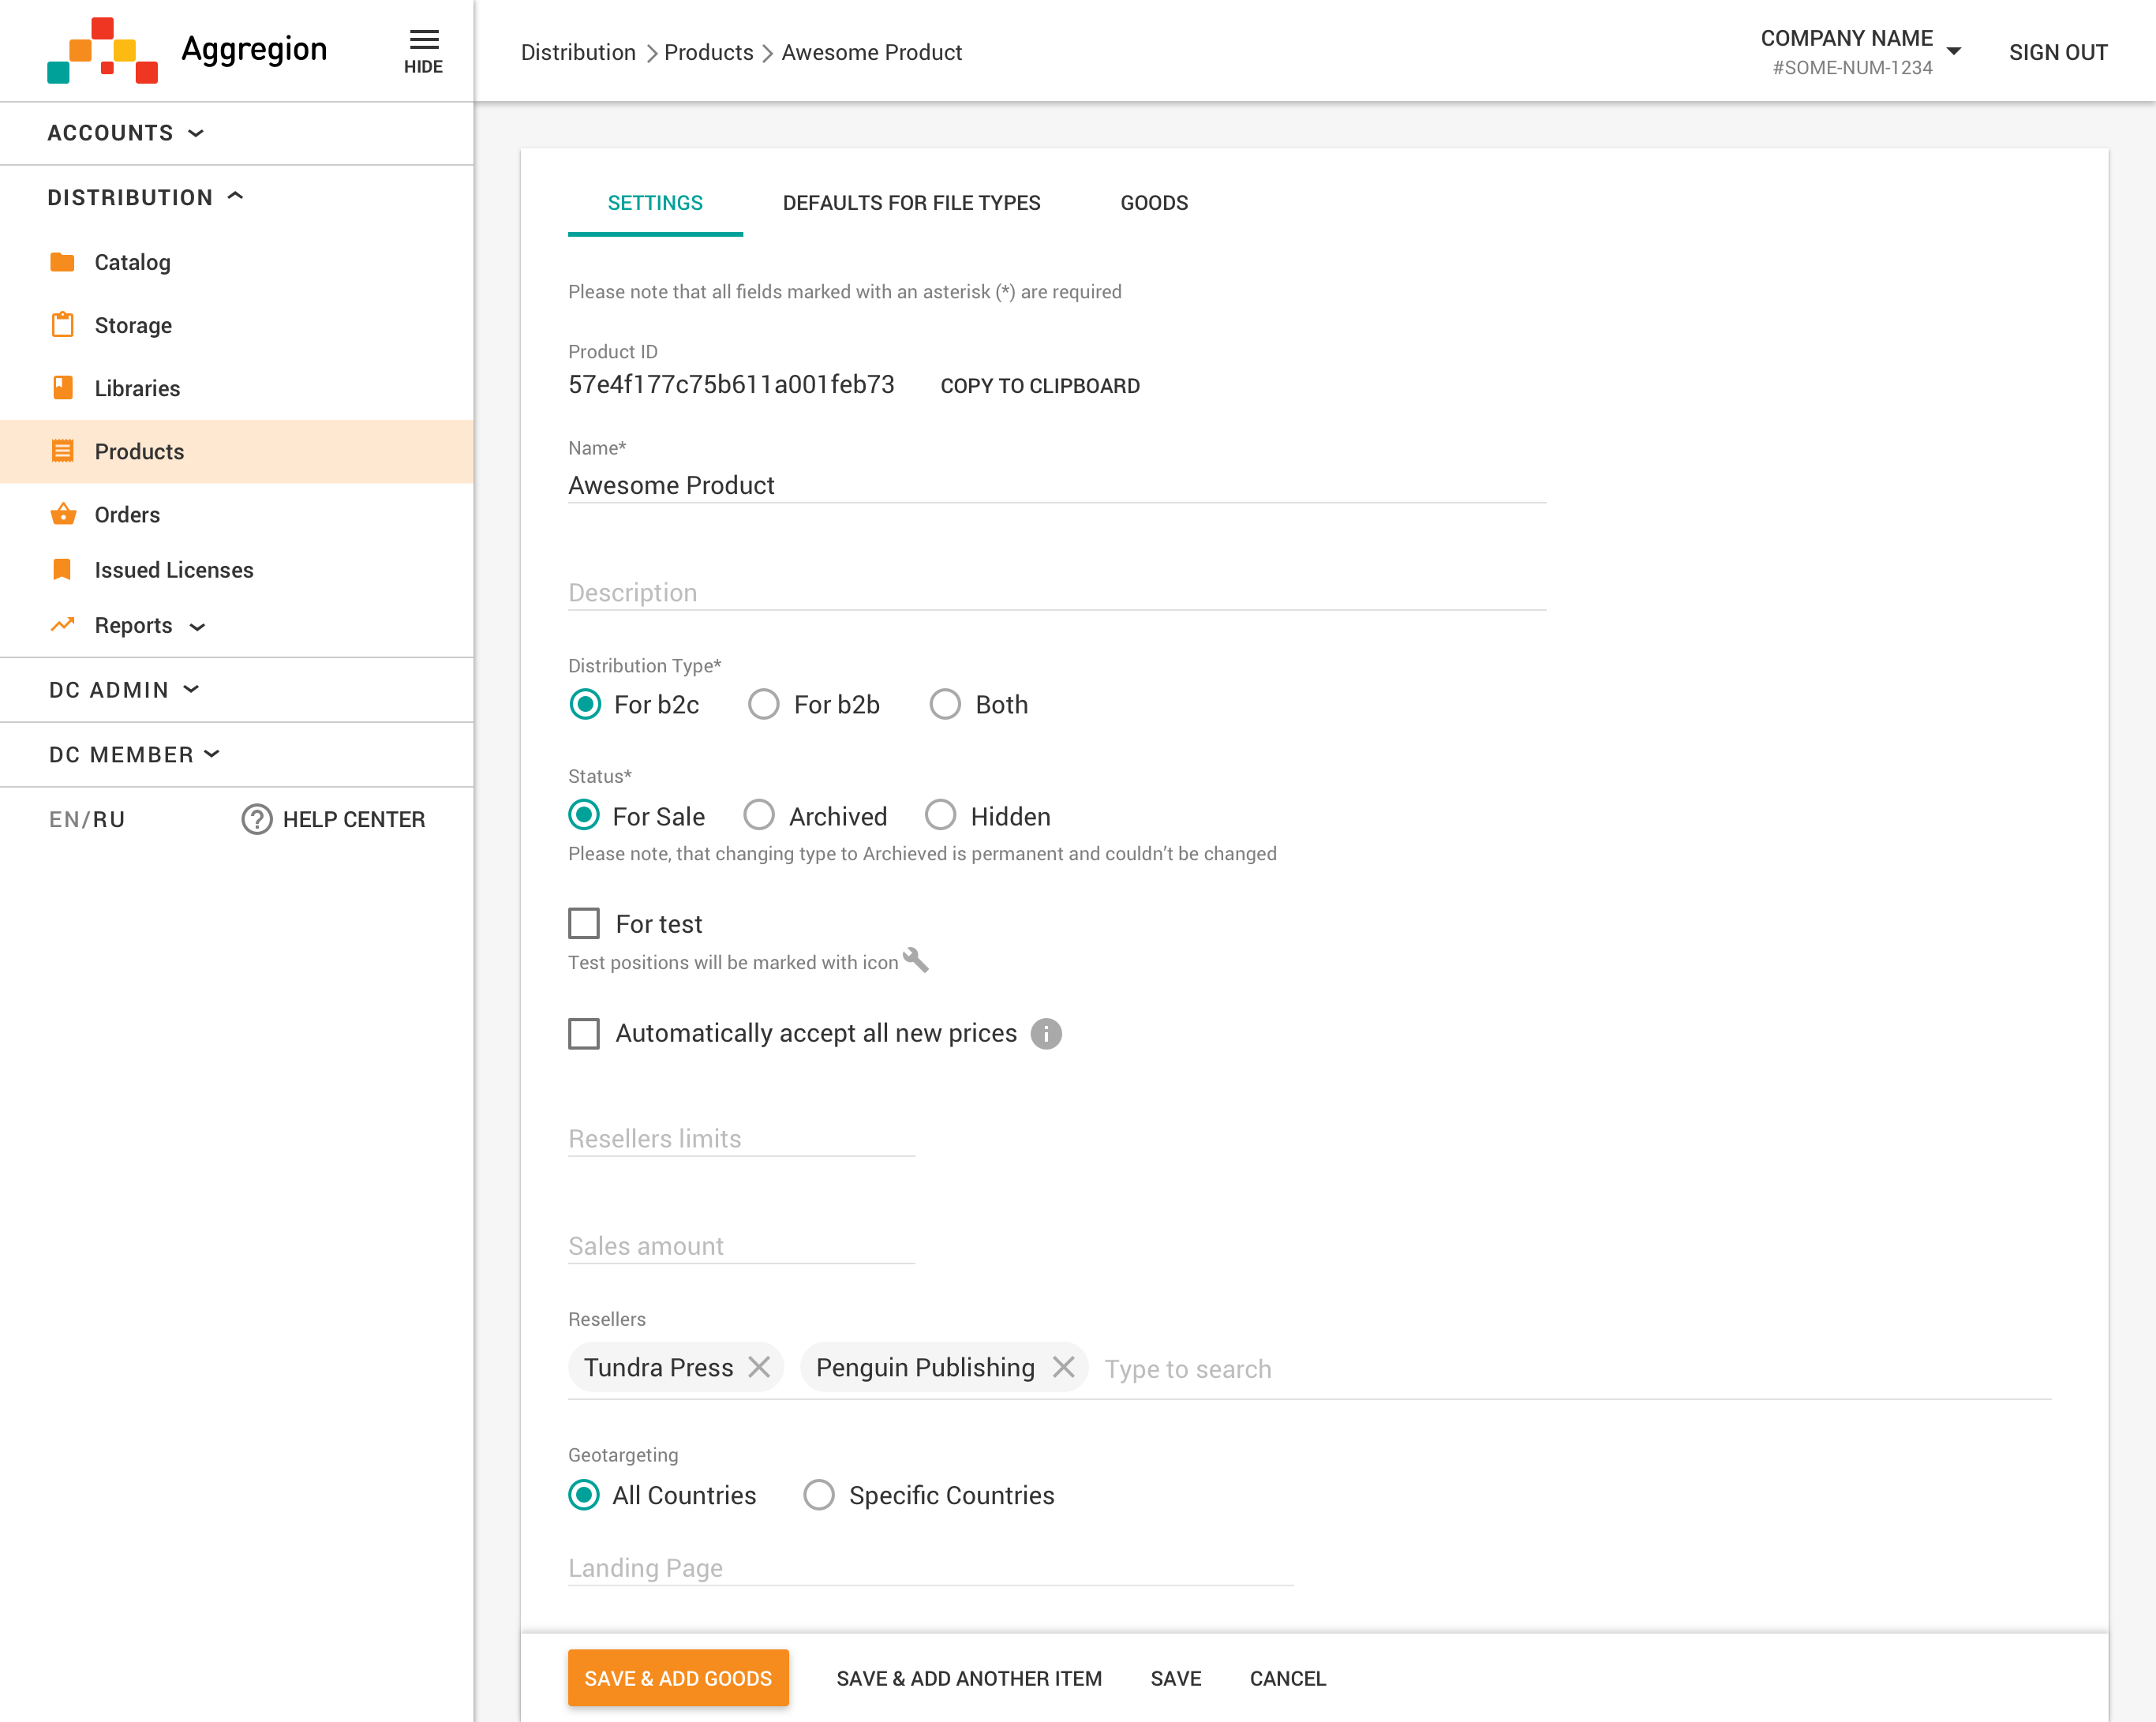 Aggregion
HIDE
Distribution Products Awesome Product
COMPANY NAME
#SOME-NUM-1234
SIGN OUT
ACCOUNTS
DISTRIBUTION
Catalog
Storage
Libraries
Products
Orders
Issued Licenses
Reports
DC ADMIN
DC MEMBER
EN/RU
HELP CENTER
SETTINGS DEFAULTS FOR FILE TYPES GOODS
Please note that all fields marked with an asterisk (*) are required
Product ID
57e4f177c75b611a001feb73 COPY TO CLIPBOARD
Name*
Awesome Product
Description
Distribution Type*
For b2c For b2b Both
Status*
For Sale Archived Hidden
Please note, that changing type to Archieved is permanent and couldn’t be changed
For test
Test positions will be marked with icon
Automatically accept all new prices
Resellers limits
Sales amount
Resellers
Tundra Press Penguin Publishing Type to search
Geotargeting
All Countries Specific Countries
Landing Page
SAVE & ADD GOODS SAVE & ADD ANOTHER ITEM SAVE CANCEL